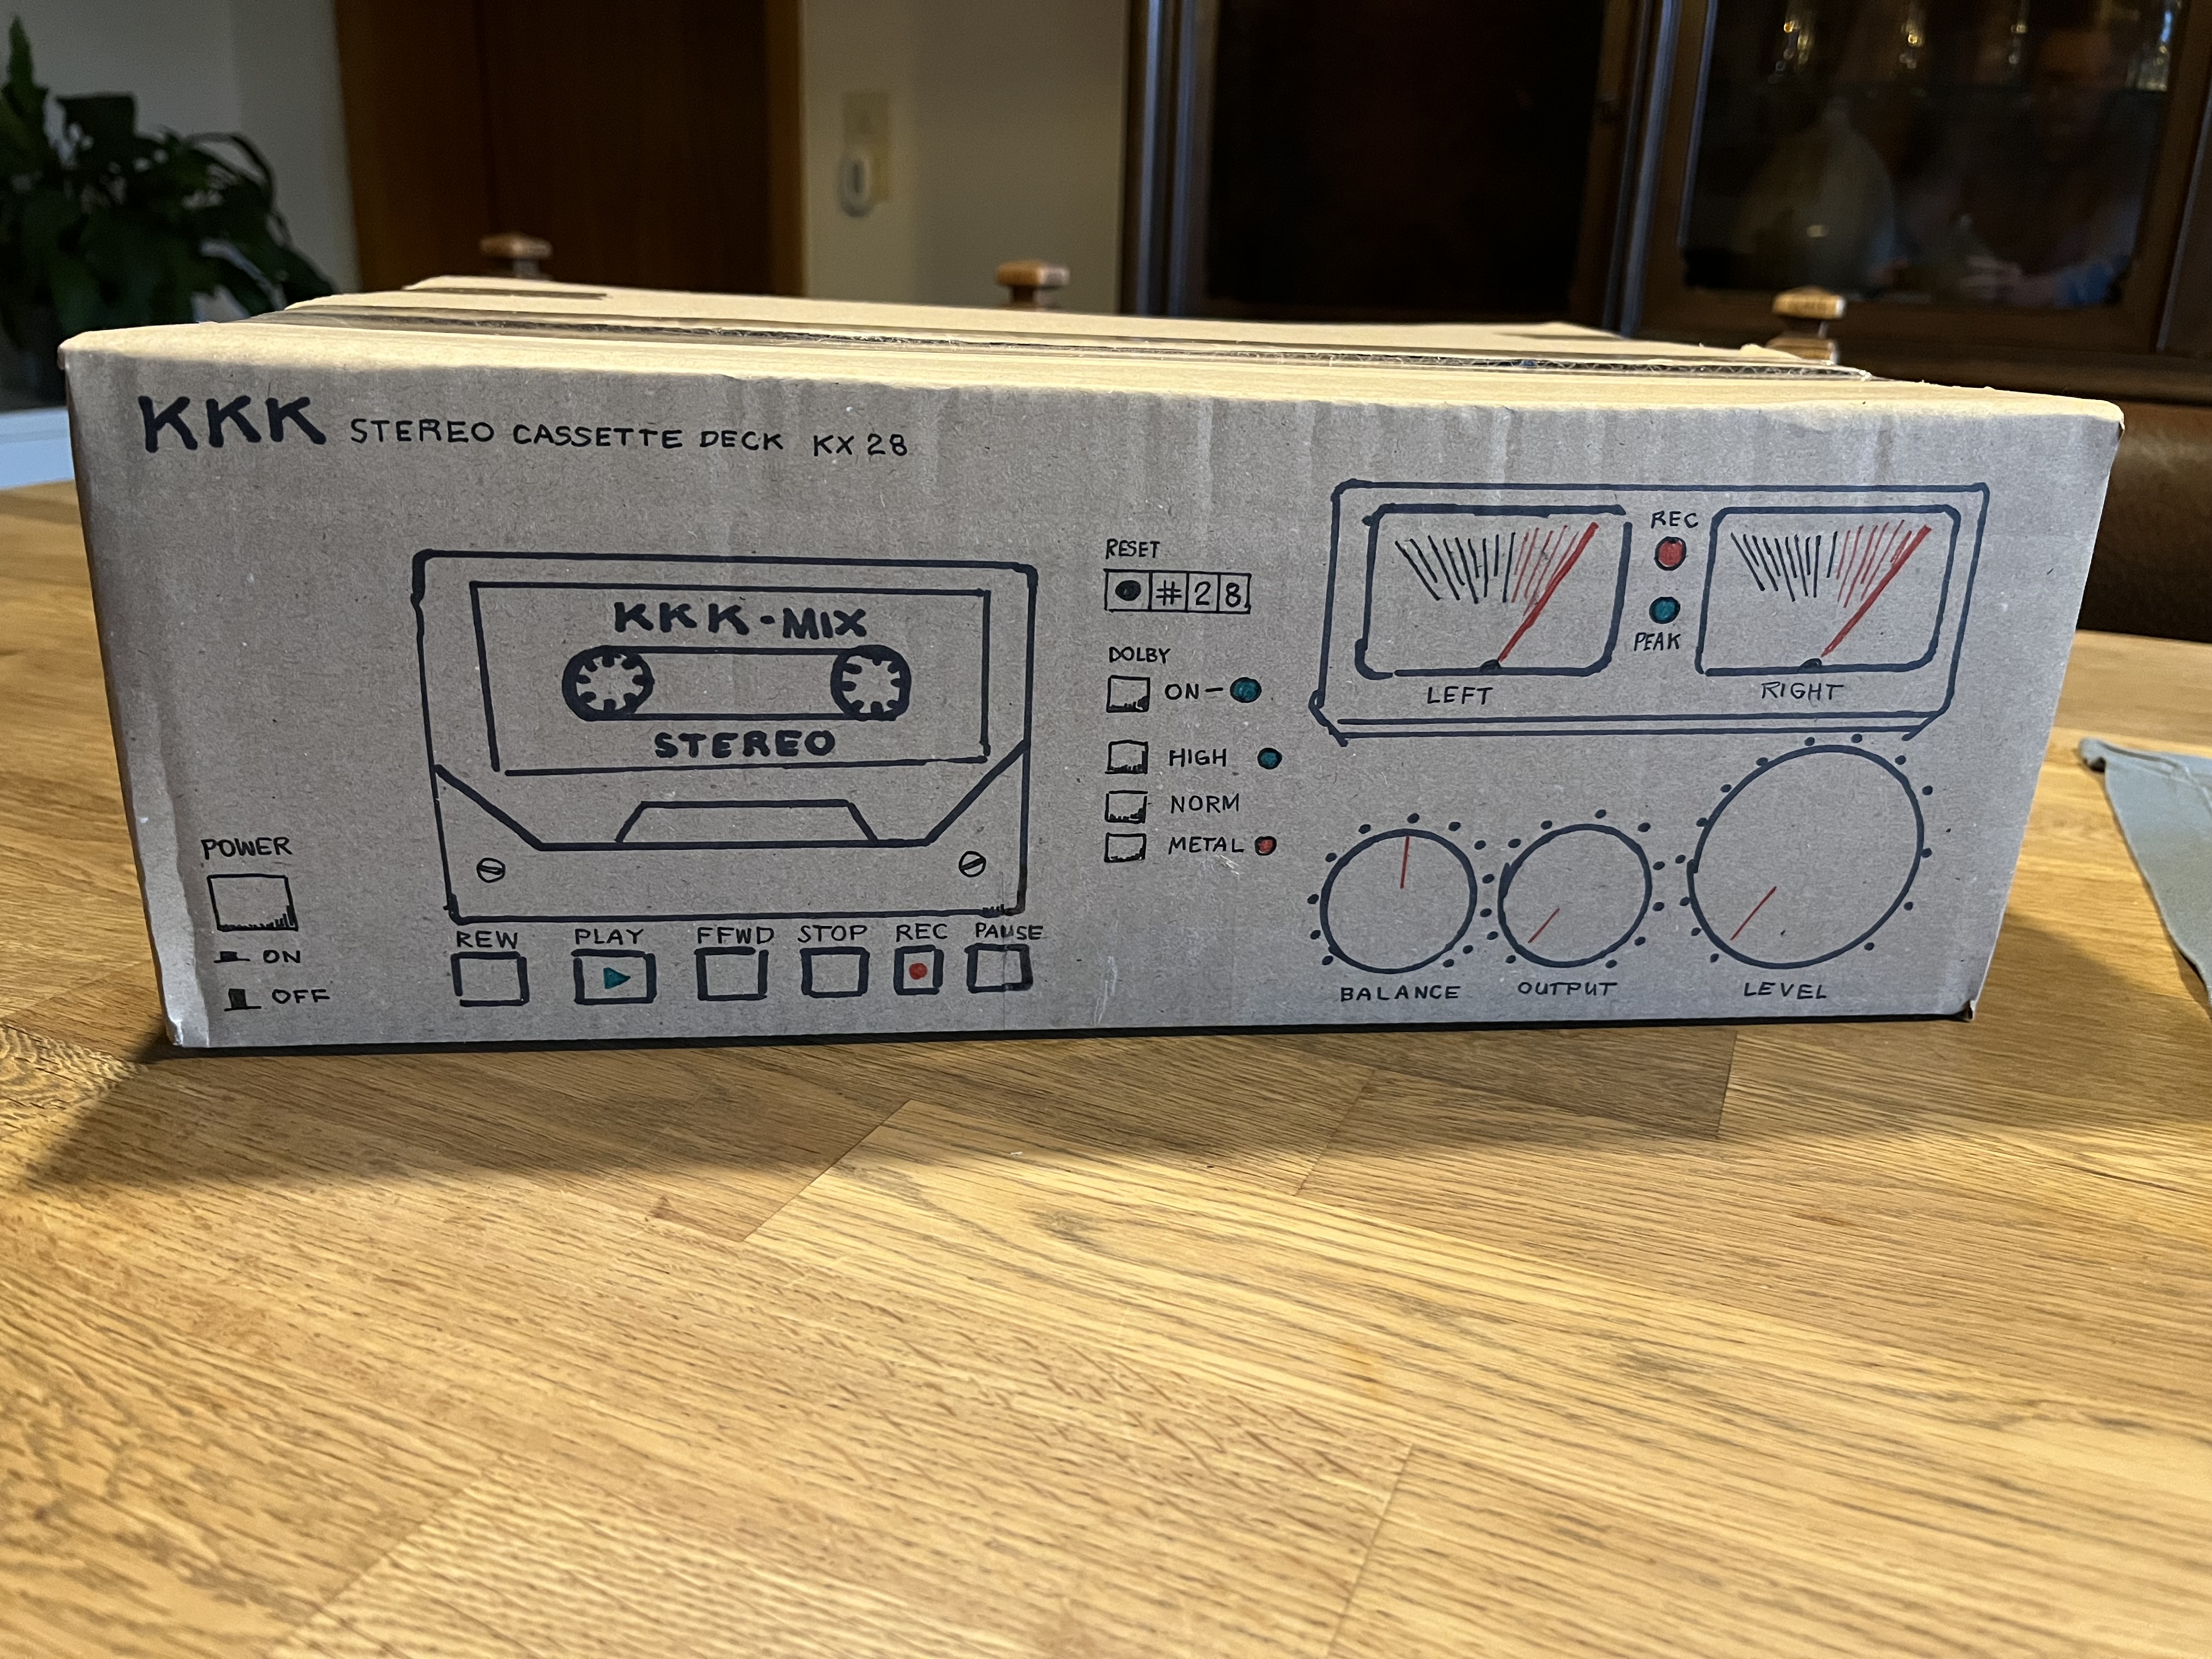 KKK STEREO CASSETTE DECK KX 28
KKK-MIX
STEREO
POWER
ON
OFF
REW PLAY FFWD STOP REC PAUSE
RESET
#28
DOLBY
ON
HIGH
NORM
METAL
REC
PEAK
LEFT
RIGHT
BALANCE OUTPUT LEVEL